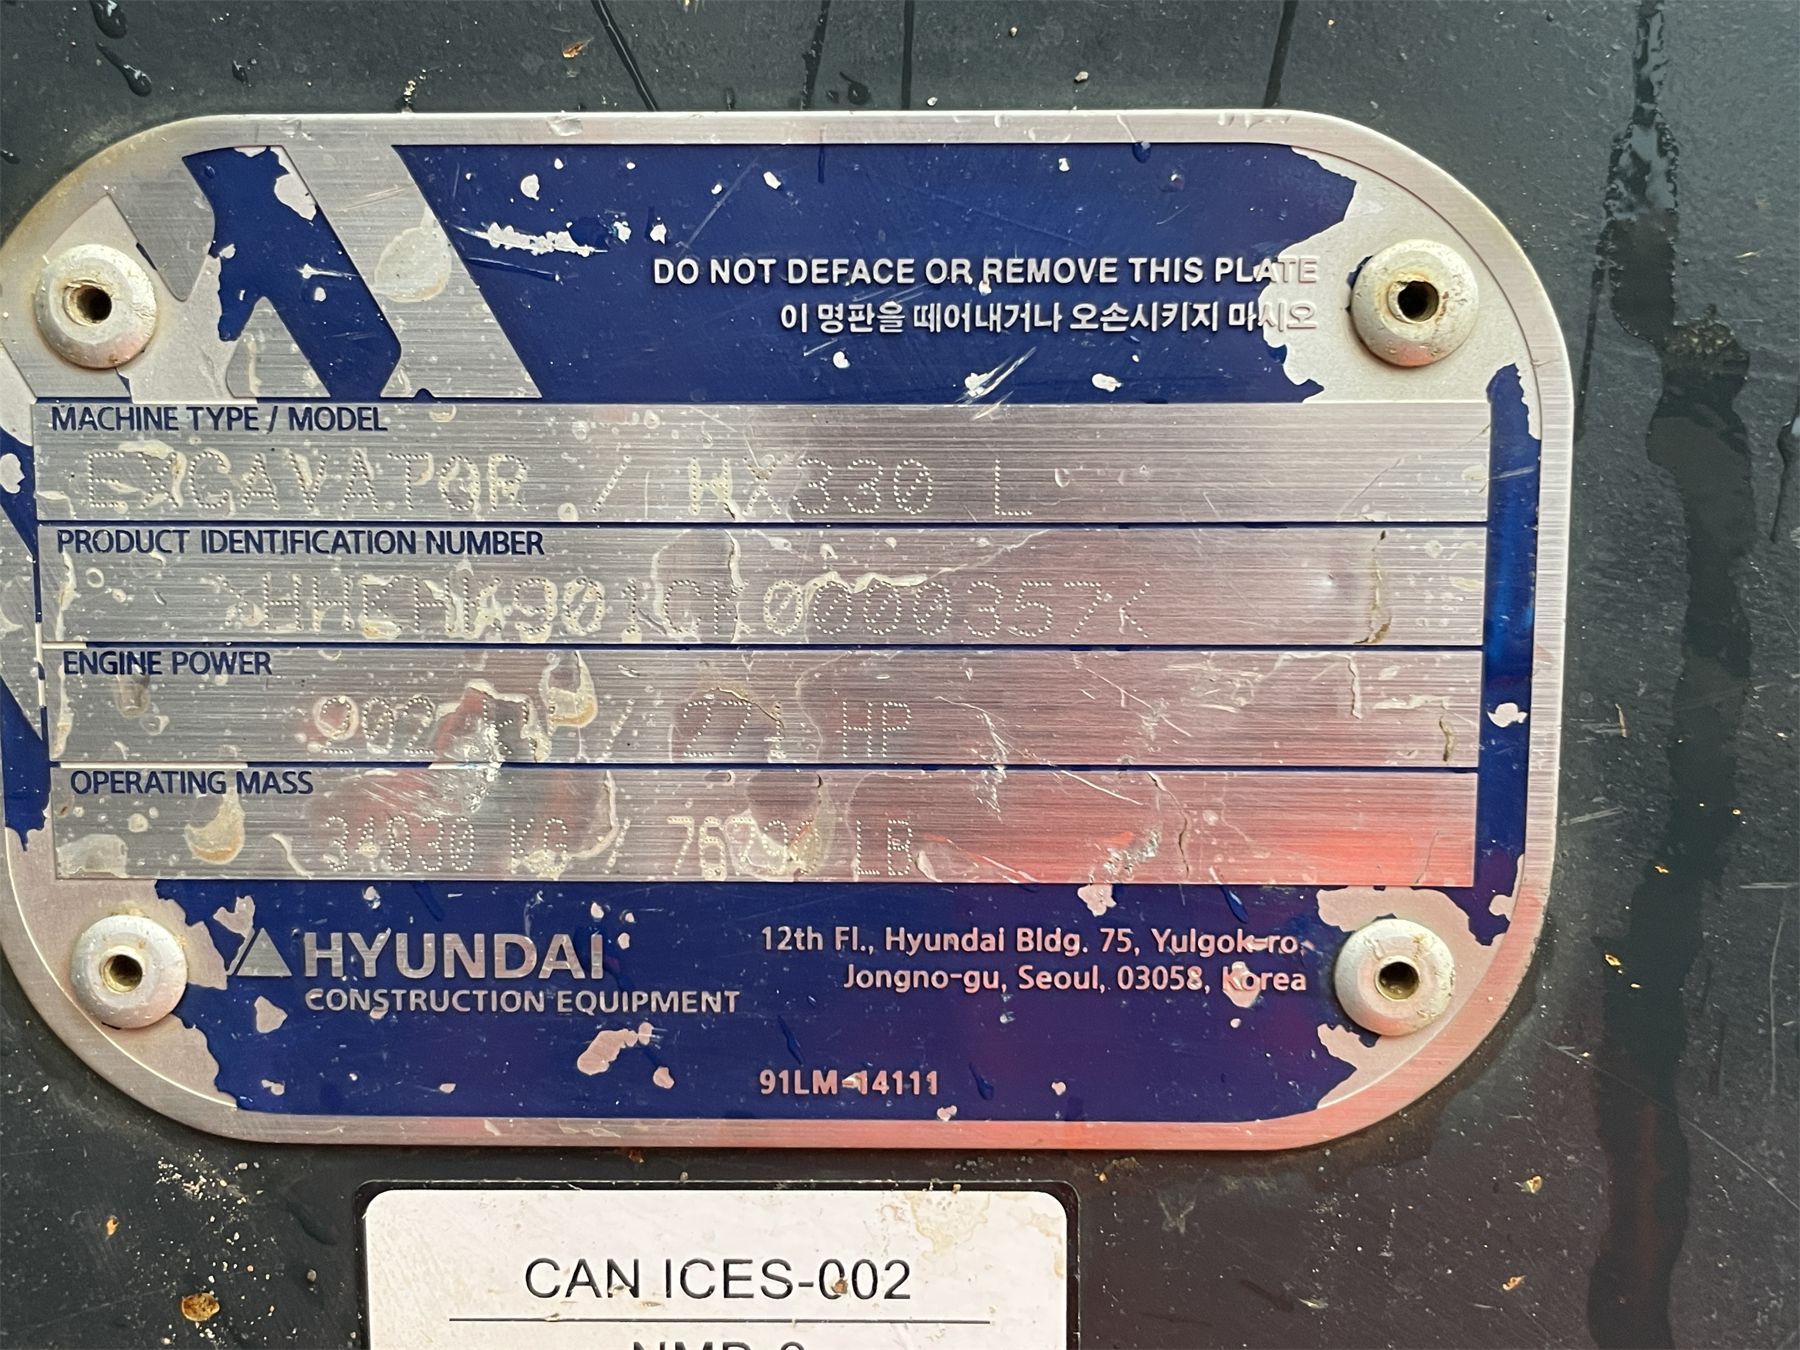 DO NOT DEFACE OR REMOVE THIS PLATE
이 명판을 떼어내거나 오손시키지 마시오
MACHINE TYPE / MODEL
EXCAVATOR / HX330 L
PRODUCT IDENTIFICATION NUMBER
ENGINE POWER
202 / HP
OPERATING MASS
34830 KG / LB
HYUNDAI
CONSTRUCTION EQUIPMENT
12th Fl., Hyundai Bldg. 75, Yulgok-ro,
Jongno-gu, Seoul, 03058, Korea
91LM-14111
CAN ICES-002